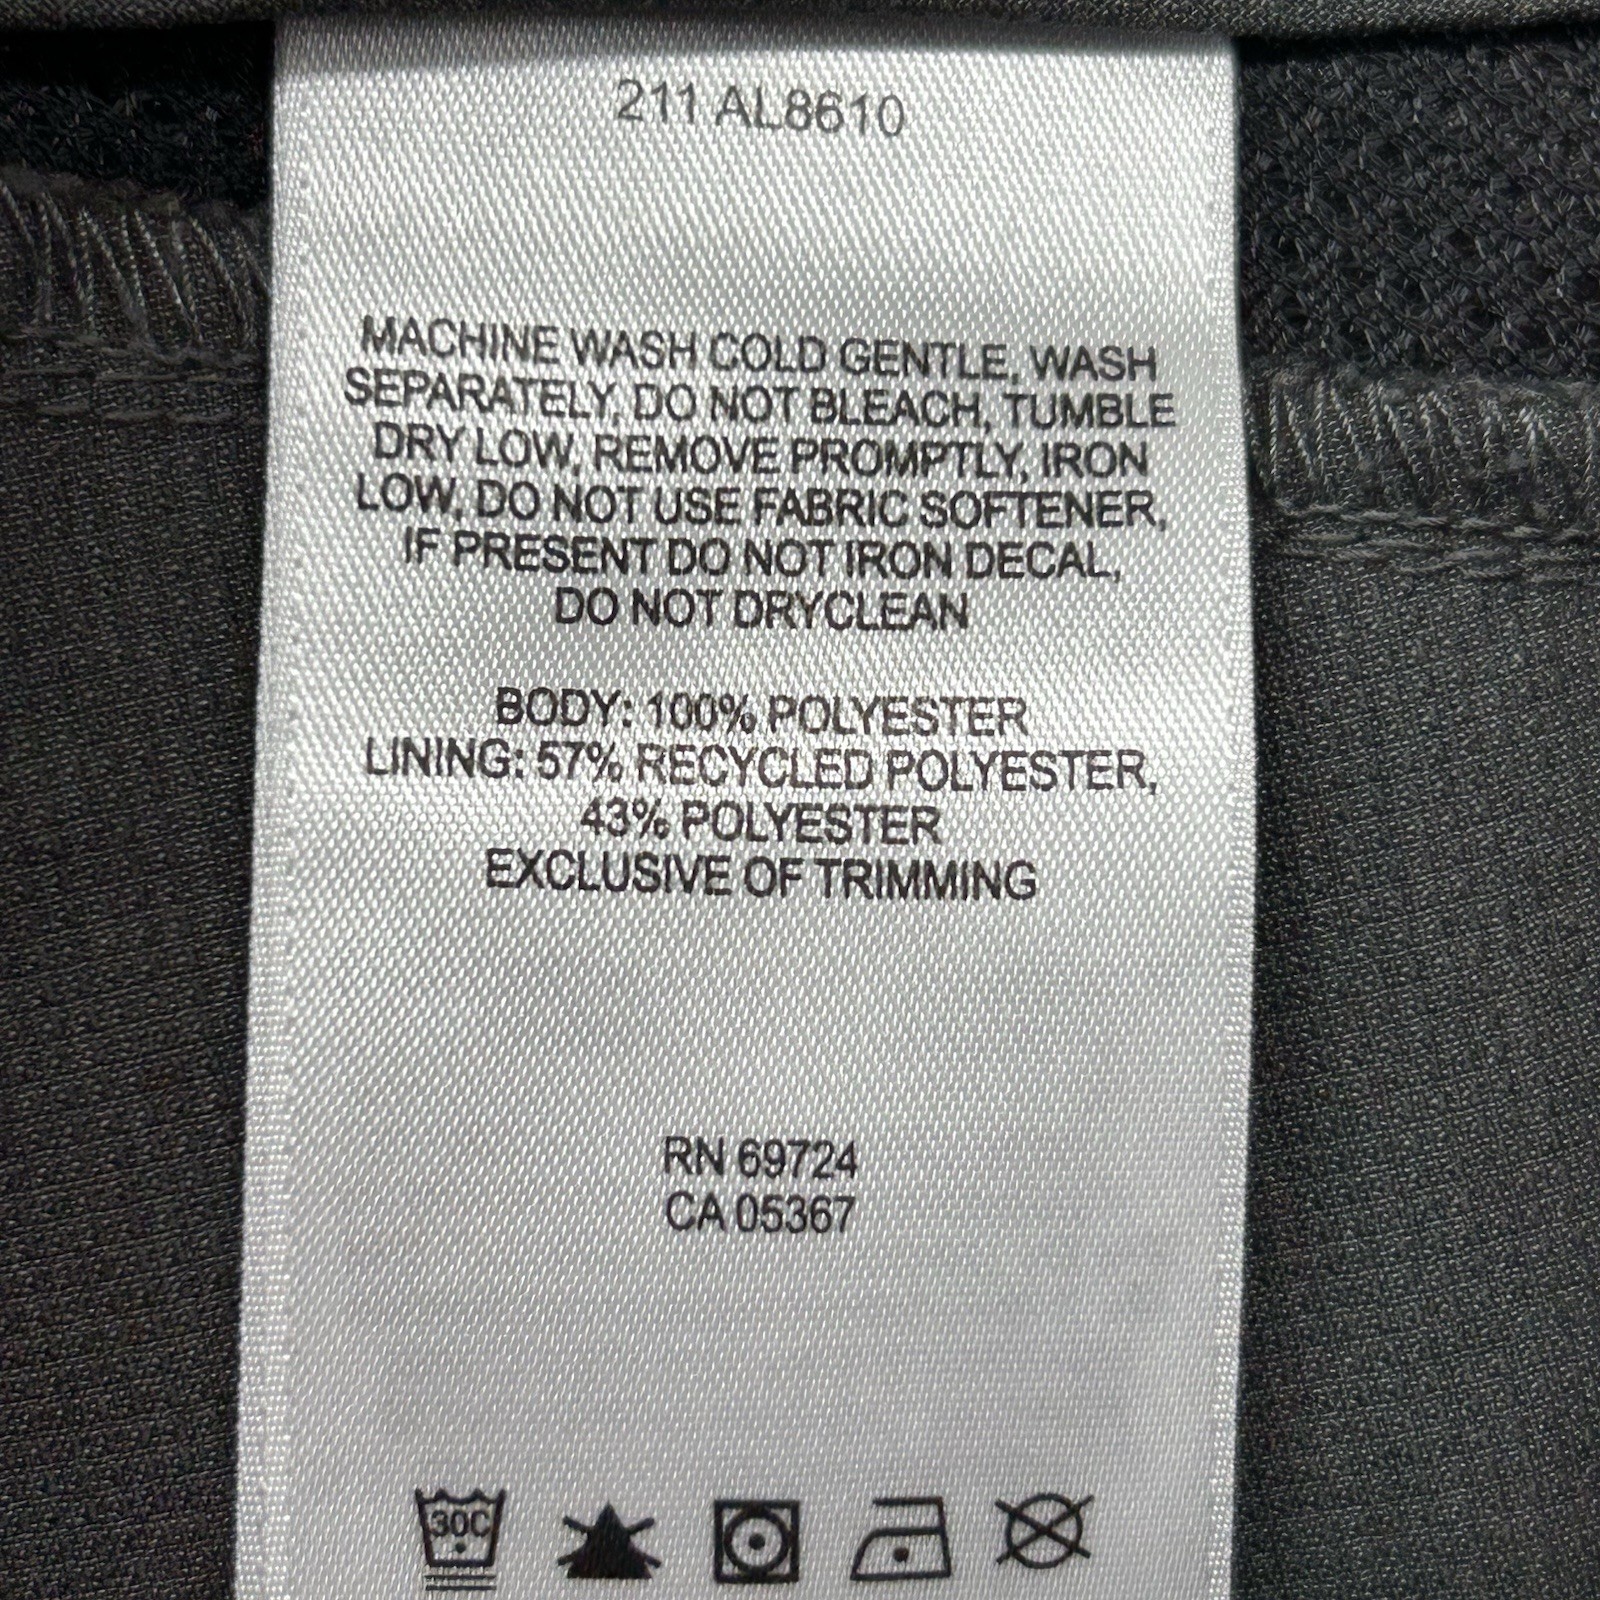 211 AL8610
MACHINE WASH COLD GENTLE, WASH
SEPARATELY, DO NOT BLEACH, TUMBLE
DRY LOW, REMOVE PROMPTLY, IRON
LOW, DO NOT USE FABRIC SOFTENER,
IF PRESENT DO NOT IRON DECAL,
DO NOT DRYCLEAN
BODY: 100% POLYESTER
LINING: 57% RECYCLED POLYESTER,
43% POLYESTER
EXCLUSIVE OF TRIMMING
RN 69724
CA 05367
30C